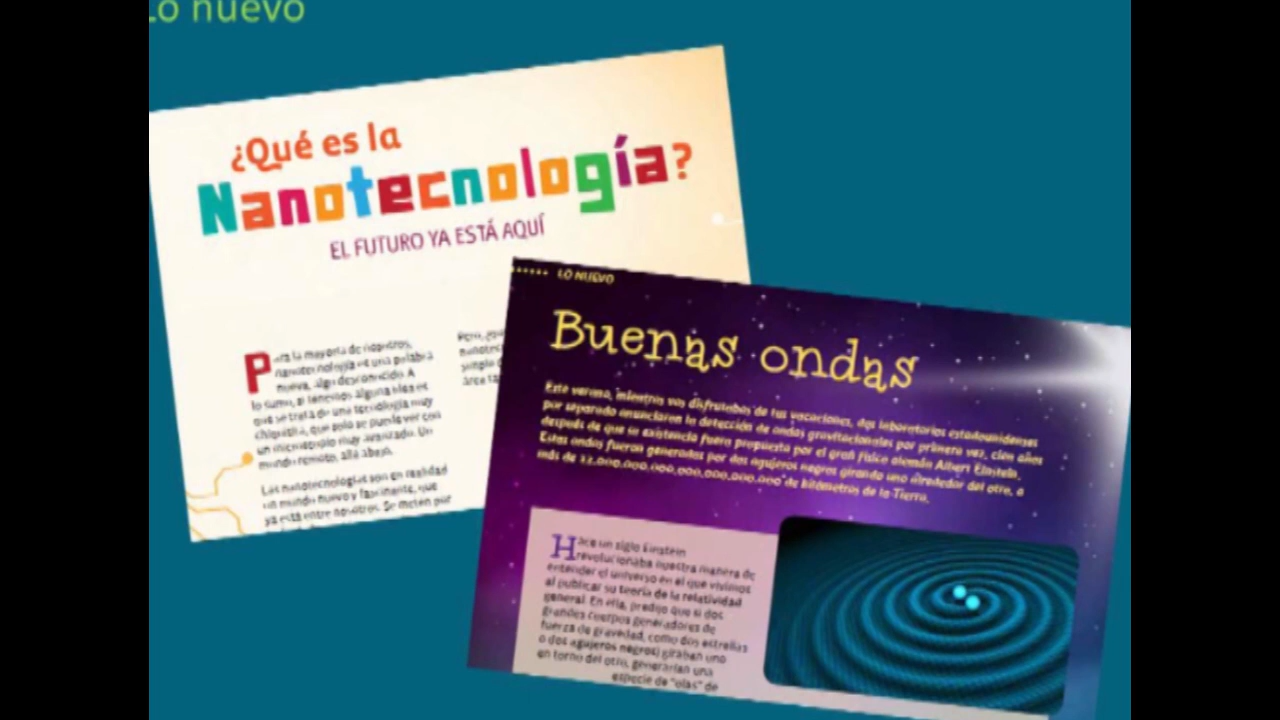 Lo nuevo
¿Qué es la
Nanotecnología?
EL FUTURO YA ESTÁ AQUÍ
Para la mayoría de nosotros,
nanotecnología es una palabra
nueva, algo desconocido. A
lo sumo, si tenemos alguna idea es
que se trata de una tecnología muy
chiquitita, que solo se puede ver con
un microscopio muy avanzado. Un
mundo remoto, allá abajo.
Las nanotecnologías son en realidad
un mundo nuevo y fascinante, que
ya está entre nosotros. Se meten por
Pero,
LO NUEVO
Buenas ondas
Este verano, mientras vos disfrutabas de tus vacaciones, dos laboratorios estadounidenses
por separado anunciaron la detección de ondas gravitacionales por primera vez, cien años
después de que su existencia fuera propuesta por el gran físico alemán Albert Einstein.
Estas ondas fueron generadas por dos agujeros negros girando uno alrededor del otro, a
más de 12.000.000.000.000.000.000.000 de kilómetros de la Tierra.
Hace un siglo Einstein
revolucionaba nuestra manera de
entender el universo en el que vivimos
al publicar su teoría de la relatividad
general. En ella, predijo que si dos
grandes cuerpos generadores de
fuerza de gravedad, como dos estrellas
o dos agujeros negros) giraban uno
en torno del otro, generarían una
especie de "olas" de